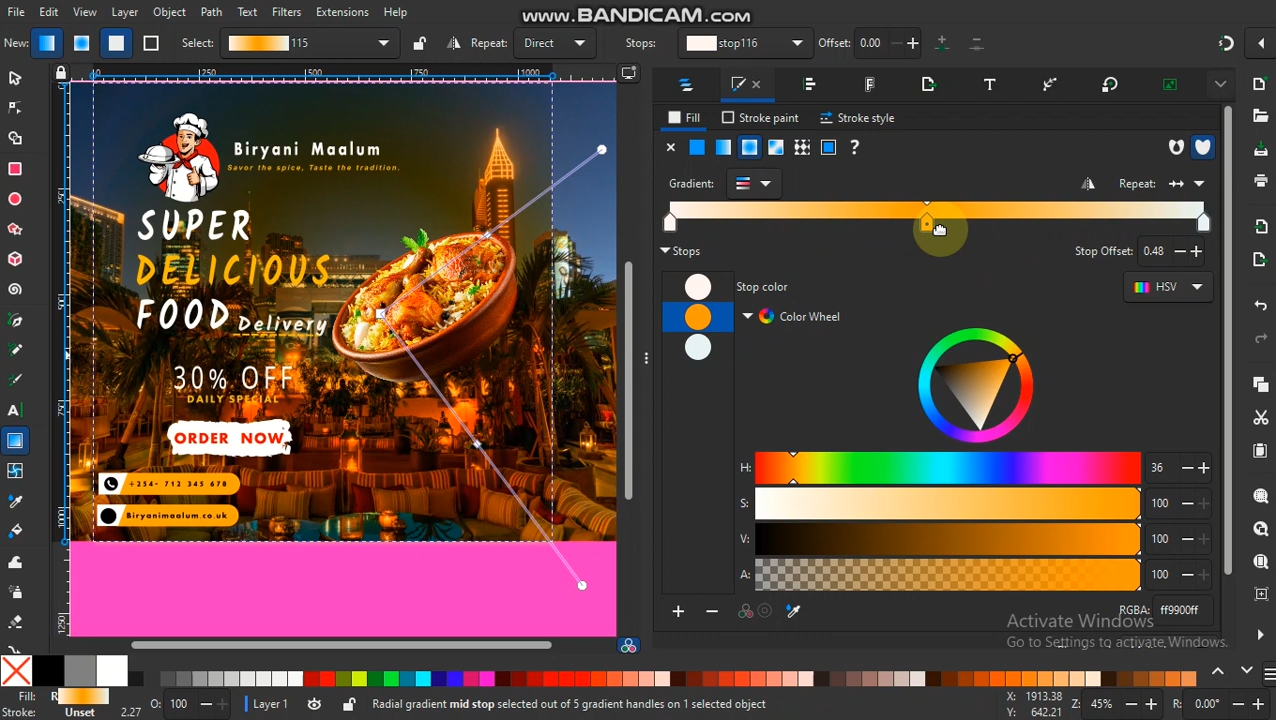 www.BANDICAM.com
File Edit View Layer Object Path Text Filters Extensions Help
New: Select: 115 Repeat: Direct Stops: stop116 Offset: 0.00
0 250 500 750 1000
Fill Stroke paint Stroke style
Gradient: Repeat:
Stops Stop Offset: 0.48
Stop color HSV
Color Wheel
H: 36
S: 100
V: 100
A: 100
RGBA: ff9900ff
Biryani Maalum
Savor the spice, Taste the tradition.
SUPER
DELICIOUS
FOOD Delivery
30% OFF
DAILY SPECIAL
ORDER NOW
+254- 712 345 678
Biryanimaalum.co.uk
Activate Windows
Go to Settings to activate Windows.
Fill: R
Stroke: Unset 2.27
O: 100
Layer 1
Radial gradient mid stop selected out of 5 gradient handles on 1 selected object
X: 1913.38
Y: 642.21
Z: 45%
R: 0.00°